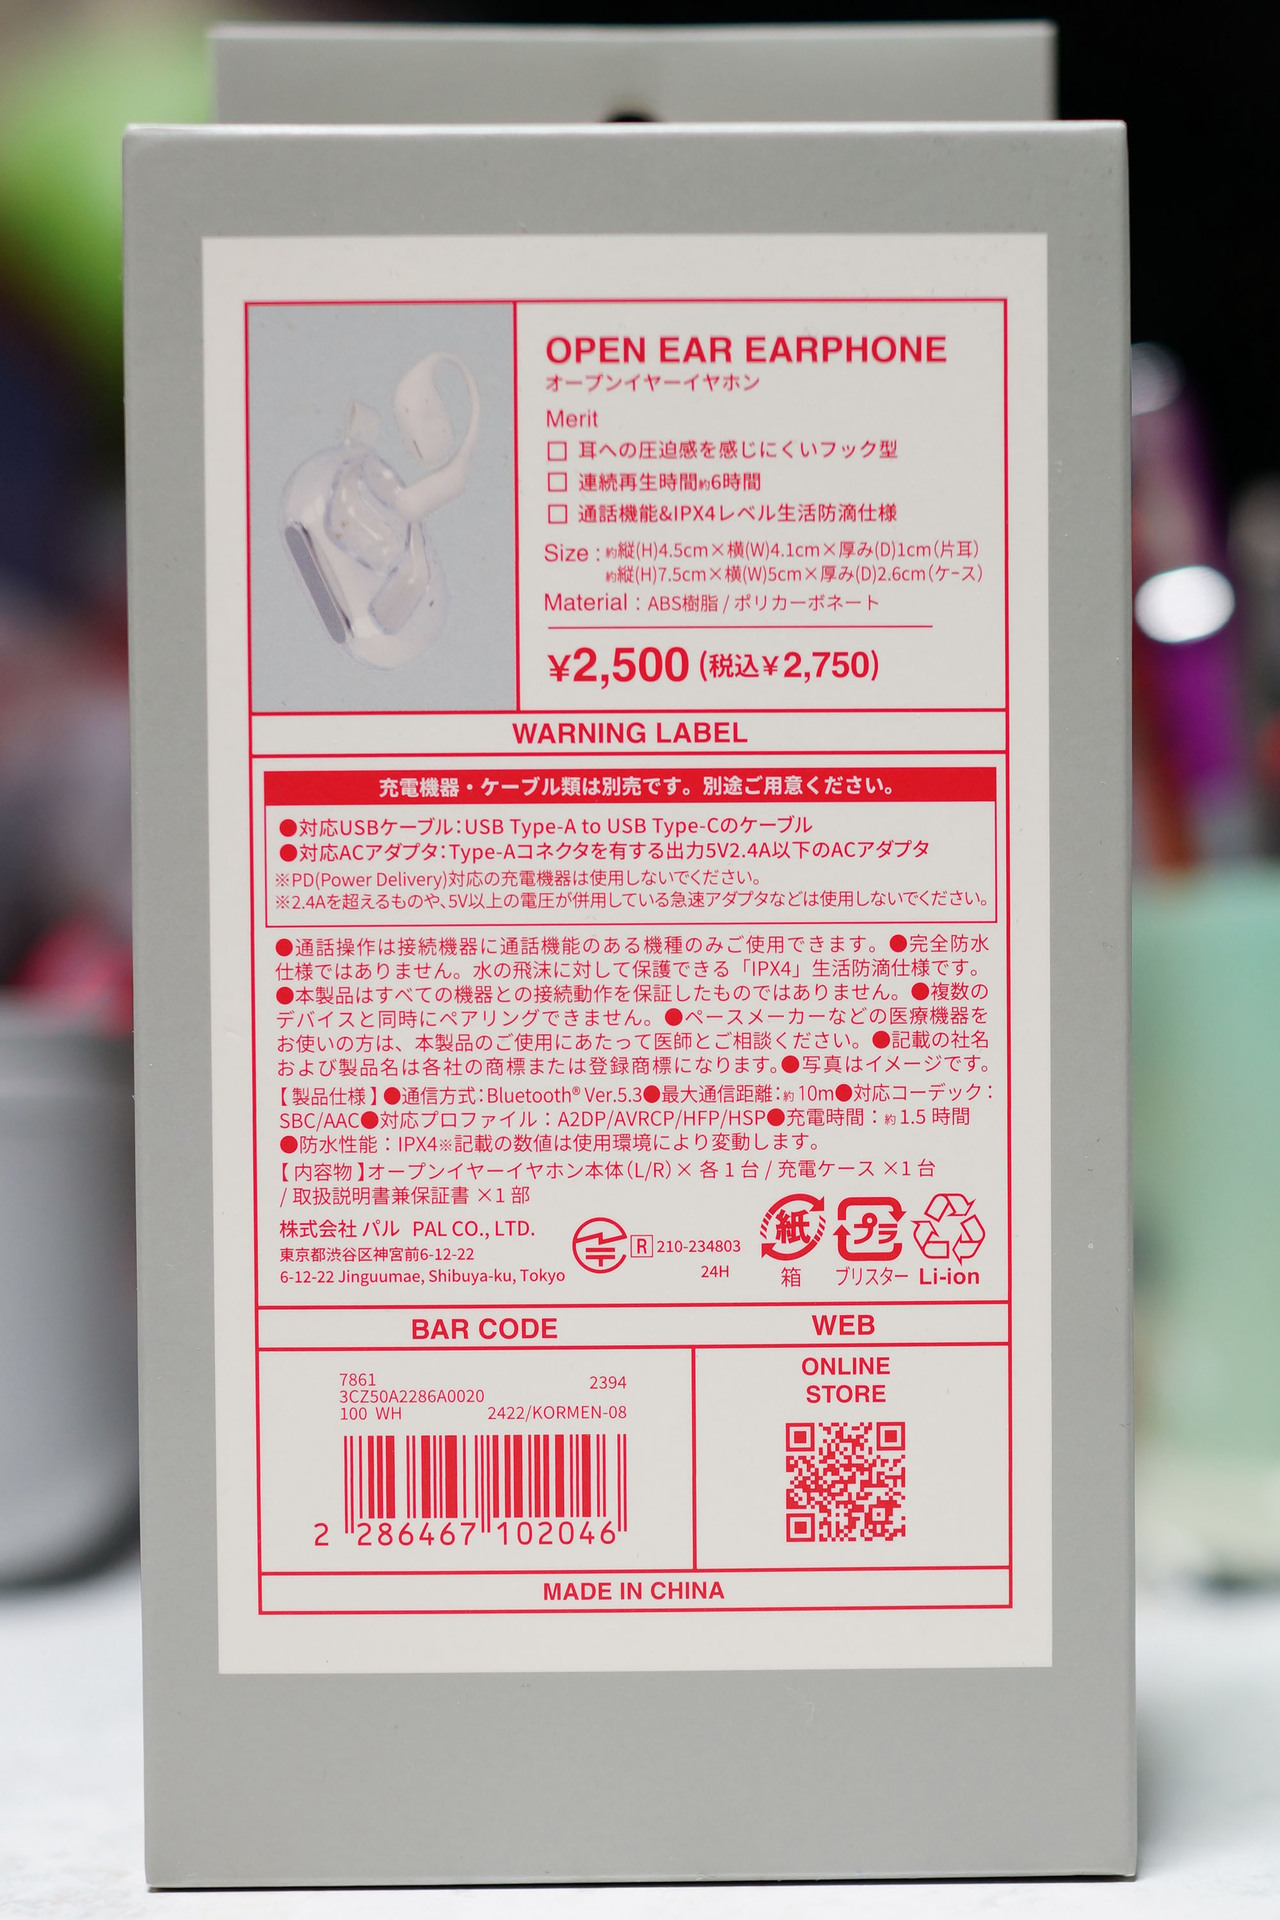 OPEN EAR EARPHONE
オープンイヤーイヤホン
Merit
□ 耳への圧迫感を感じにくいフック型
□ 連続再生時間約6時間
□ 通話機能&IPX4レベル生活防滴仕様
Size : 約縦(H)4.5cm×横(W)4.1cm×厚み(D)1cm(片耳)
約縦(H)7.5cm×横(W)5cm×厚み(D)2.6cm(ケース)
Material : ABS樹脂 / ポリカーボネート
¥2,500 (税込¥2,750)
WARNING LABEL
充電機器・ケーブル類は別売です。別途ご用意ください。
●対応USBケーブル:USB Type-A to USB Type-Cのケーブル
●対応ACアダプタ:Type-Aコネクタを有する出力5V2.4A以下のACアダプタ
※PD(Power Delivery)対応の充電機器は使用しないでください。
※2.4Aを超えるものや、5V以上の電圧が併用している急速アダプタなどは使用しないでください。
●通話操作は接続機器に通話機能のある機種のみご使用できます。●完全防水
仕様ではありません。水の飛沫に対して保護できる「IPX4」生活防滴仕様です。
●本製品はすべての機器との接続動作を保証したものではありません。●複数の
デバイスと同時にペアリングできません。●ペースメーカーなどの医療機器を
お使いの方は、本製品のご使用にあたって医師とご相談ください。●記載の社名
および製品名は各社の商標または登録商標になります。●写真はイメージです。
【製品仕様】●通信方式:Bluetooth® Ver.5.3●最大通信距離:約10m●対応コーデック:
SBC/AAC●対応プロファイル:A2DP/AVRCP/HFP/HSP●充電時間:約1.5 時間
●防水性能:IPX4※記載の数値は使用環境により変動します。
【内容物】オープンイヤーイヤホン本体(L/R)× 各 1 台 / 充電ケース ×1 台
/ 取扱説明書兼保証書 ×1 部
株式会社 パル PAL CO., LTD.
東京都渋谷区神宮前6-12-22
6-12-22 Jinguumae, Shibuya-ku, Tokyo
R 210-234803
24H
紙
箱
プラ
ブリスター
Li-ion
BAR CODE
WEB
7861
2394
3CZ50A2286A0020
100 WH
2422/KORMEN-08
2 286467 102046
ONLINE
STORE
MADE IN CHINA